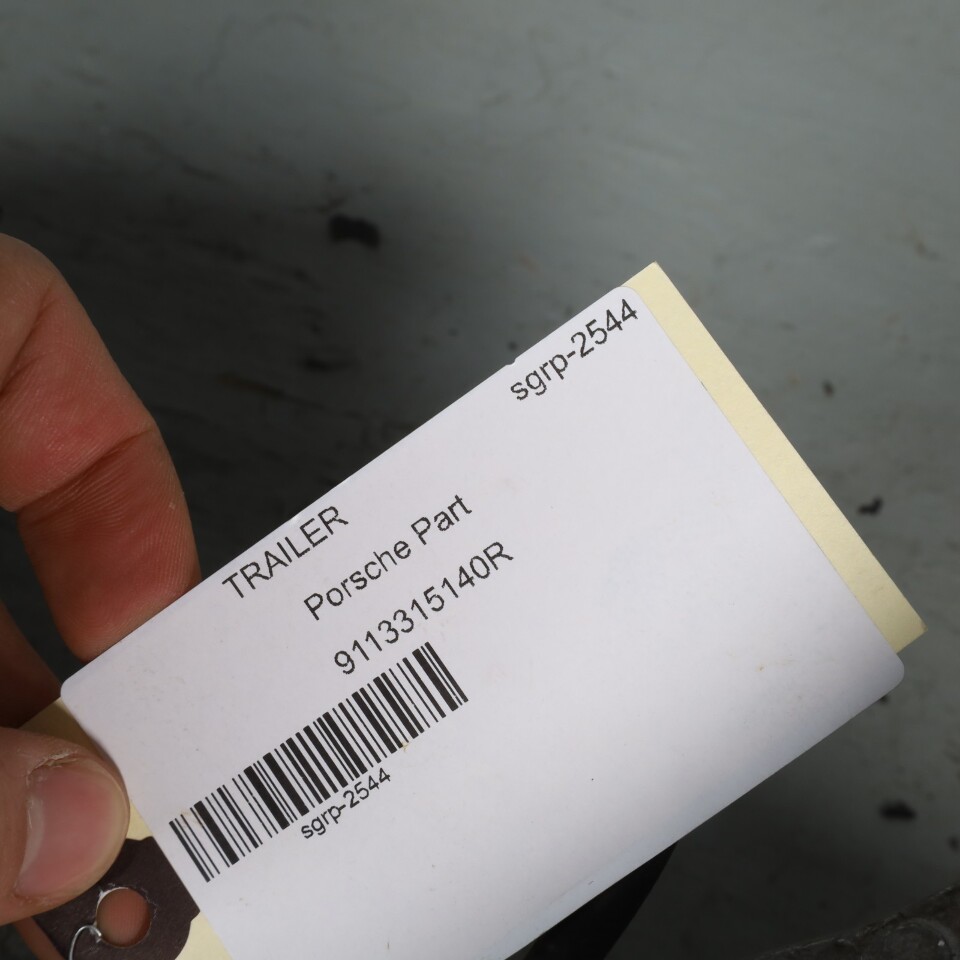 sgrp-2544
TRAILER
Porsche Part
9113315140R
sgrp-2544